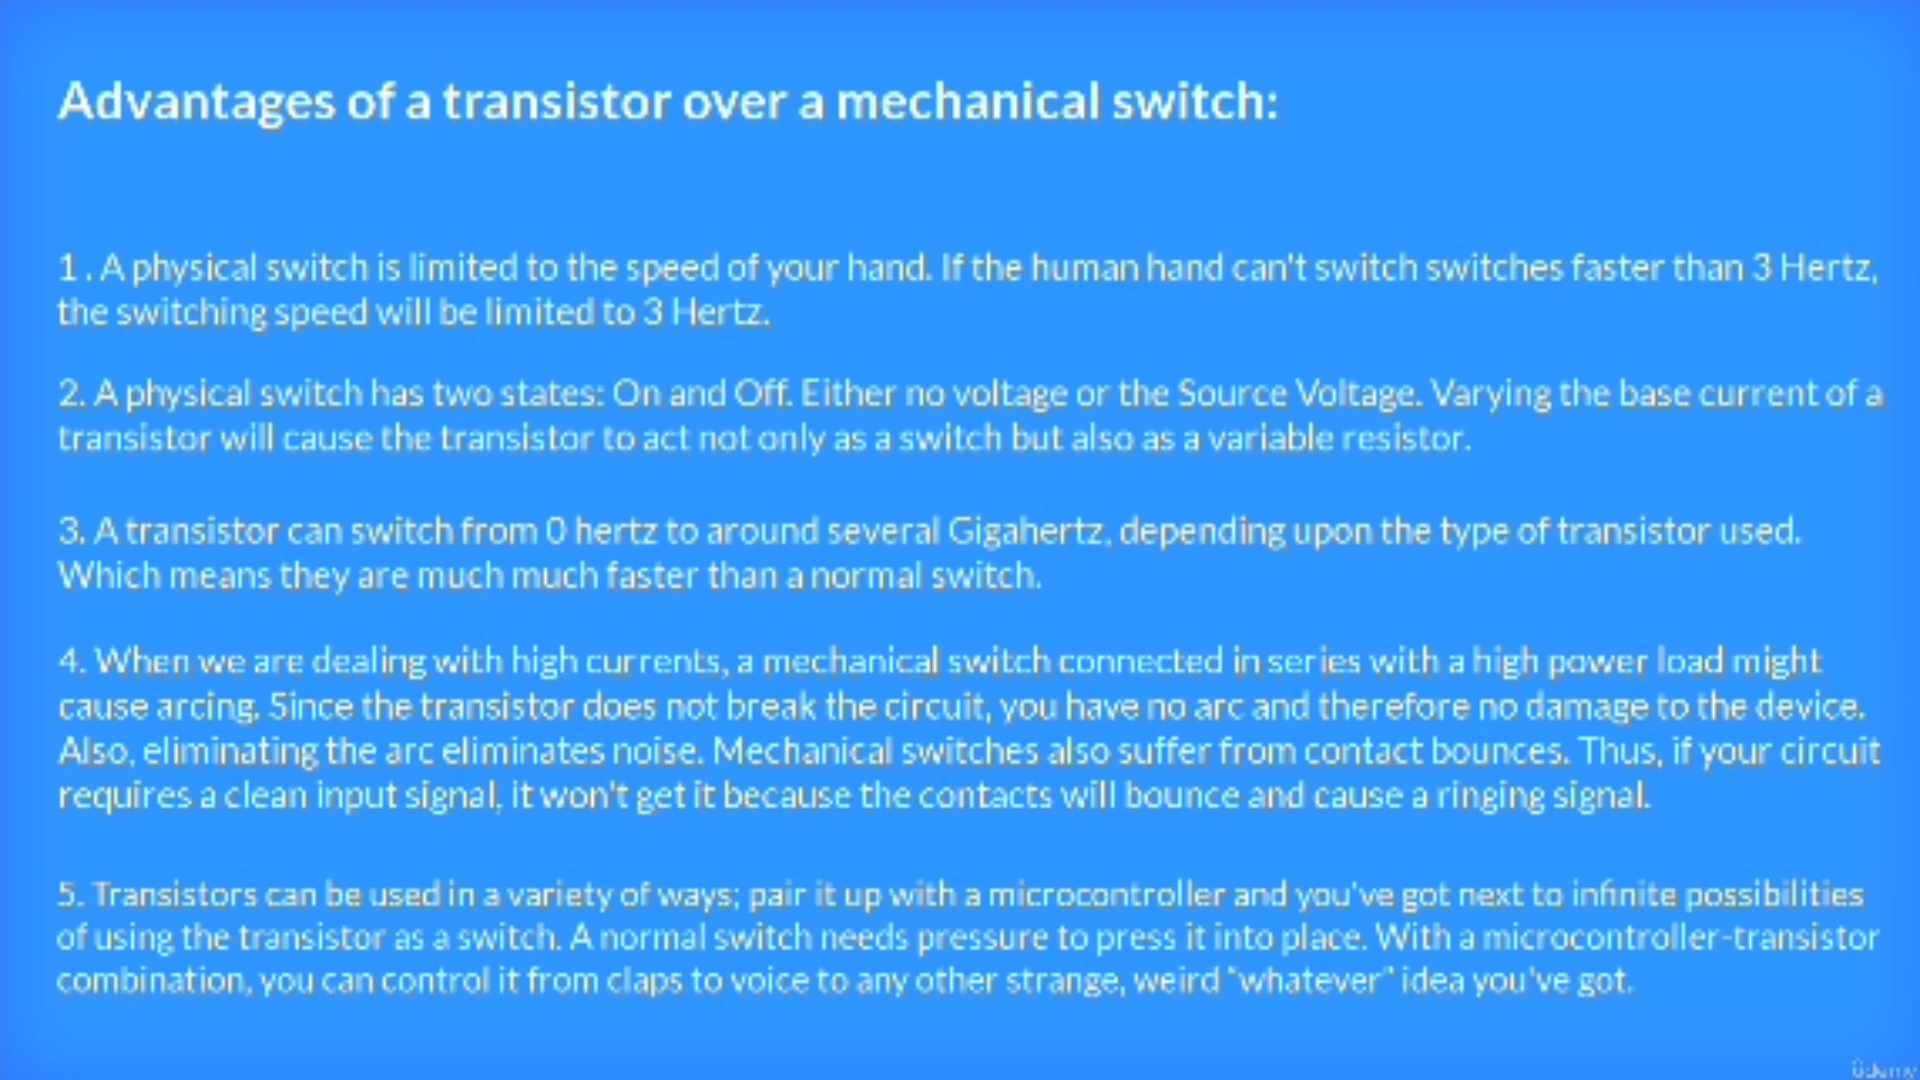 Advantages of a transistor over a mechanical switch:
1 . A physical switch is limited to the speed of your hand. If the human hand can't switch switches faster than 3 Hertz,
the switching speed will be limited to 3 Hertz.
2. A physical switch has two states: On and Off. Either no voltage or the Source Voltage. Varying the base current of a
transistor will cause the transistor to act not only as a switch but also as a variable resistor.
3. A transistor can switch from 0 hertz to around several Gigahertz, depending upon the type of transistor used.
Which means they are much much faster than a normal switch.
4. When we are dealing with high currents, a mechanical switch connected in series with a high power load might
cause arcing. Since the transistor does not break the circuit, you have no arc and therefore no damage to the device.
Also, eliminating the arc eliminates noise. Mechanical switches also suffer from contact bounces. Thus, if your circuit
requires a clean input signal, it won't get it because the contacts will bounce and cause a ringing signal.
5. Transistors can be used in a variety of ways; pair it up with a microcontroller and you've got next to infinite possibilities
of using the transistor as a switch. A normal switch needs pressure to press it into place. With a microcontroller-transistor
combination, you can control it from claps to voice to any other strange, weird "whatever" idea you've got.
ûdemy